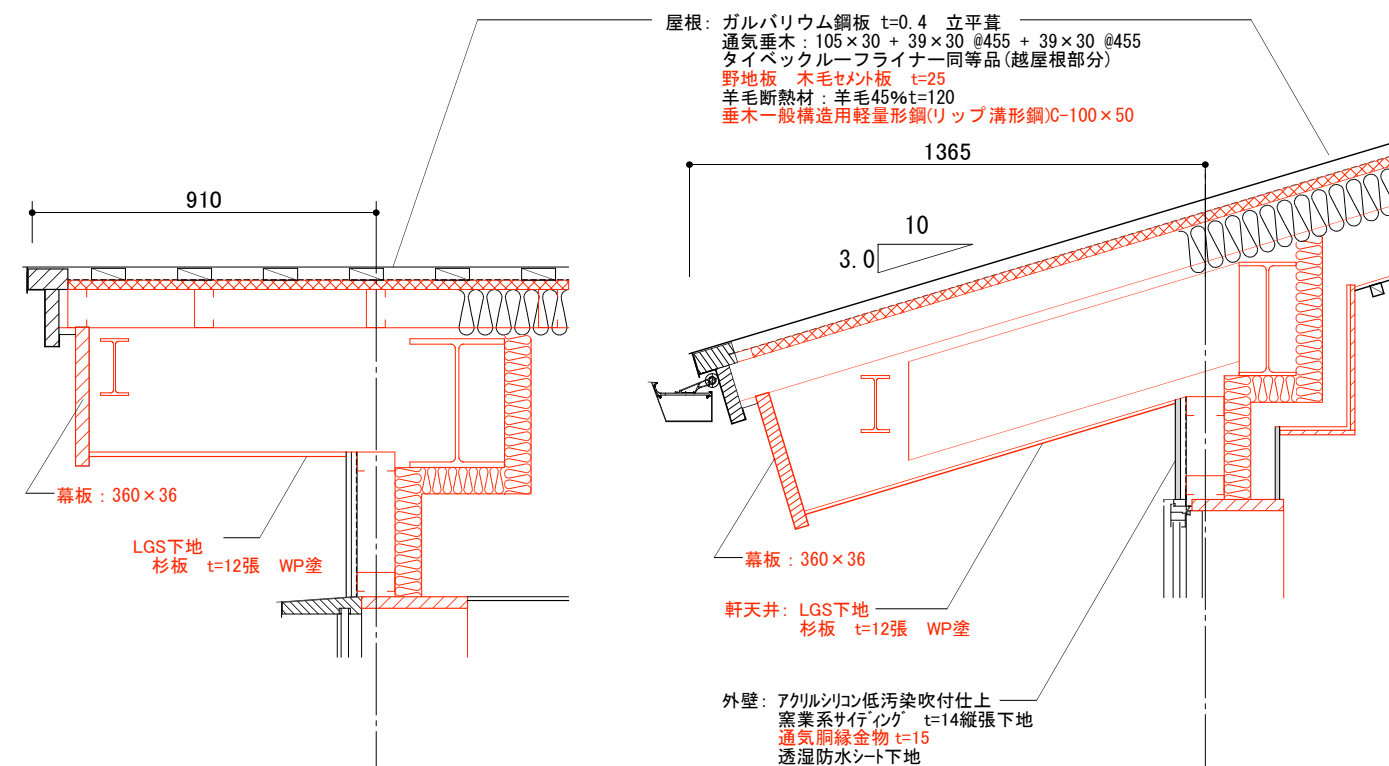 屋根: ガルバリウム鋼板 t=0.4 立平葺
通気垂木：105×30 + 39×30 @455 + 39×30 @455
タイベックルーフライナー同等品(越屋根部分)
野地板 木毛セメント板 t=25
羊毛断熱材：羊毛45%t=120
垂木一般構造用軽量形鋼(リップ溝形鋼)C-100×50
1365
910
10
3.0
幕板：360×36
LGS下地
杉板 t=12張 WP塗
幕板：360×36
軒天井: LGS下地
杉板 t=12張 WP塗
外壁: アクリルシリコン低汚染吹付仕上
窯業系サイディング t=14縦張下地
通気胴縁金物 t=15
透湿防水シート下地